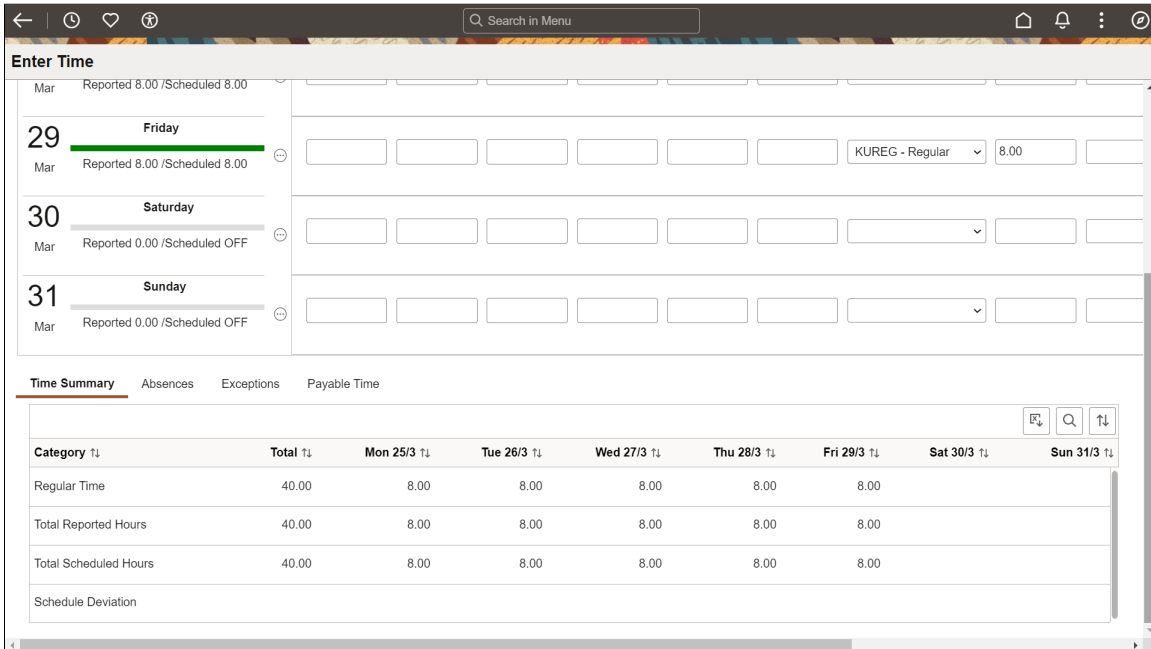 Search in Menu
Enter Time
Mar Reported 8.00 /Scheduled 8.00
Friday
29
Mar Reported 8.00 /Scheduled 8.00 KUREG - Regular 8.00
Saturday
30
Mar Reported 0.00 /Scheduled OFF
Sunday
31
Mar Reported 0.00 /Scheduled OFF
Time Summary Absences Exceptions Payable Time
Category Total Mon 25/3 Tue 26/3 Wed 27/3 Thu 28/3 Fri 29/3 Sat 30/3 Sun 31/3
Regular Time 40.00 8.00 8.00 8.00 8.00 8.00
Total Reported Hours 40.00 8.00 8.00 8.00 8.00 8.00
Total Scheduled Hours 40.00 8.00 8.00 8.00 8.00 8.00
Schedule Deviation